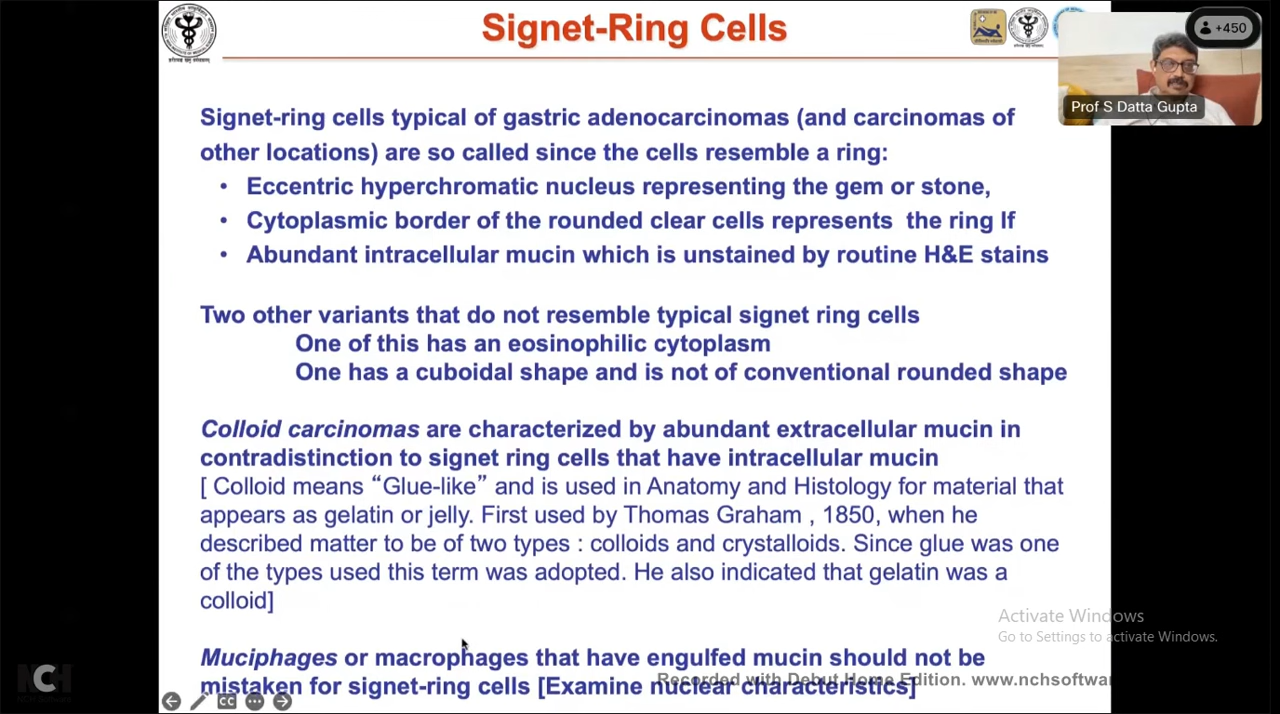 Signet-Ring Cells
+450
Prof S Datta Gupta
Signet-ring cells typical of gastric adenocarcinomas (and carcinomas of
other locations) are so called since the cells resemble a ring:
• Eccentric hyperchromatic nucleus representing the gem or stone,
• Cytoplasmic border of the rounded clear cells represents the ring If
• Abundant intracellular mucin which is unstained by routine H&E stains
Two other variants that do not resemble typical signet ring cells
One of this has an eosinophilic cytoplasm
One has a cuboidal shape and is not of conventional rounded shape
Colloid carcinomas are characterized by abundant extracellular mucin in
contradistinction to signet ring cells that have intracellular mucin
[ Colloid means “Glue-like” and is used in Anatomy and Histology for material that
appears as gelatin or jelly. First used by Thomas Graham , 1850, when he
described matter to be of two types : colloids and crystalloids. Since glue was one
of the types used this term was adopted. He also indicated that gelatin was a
colloid]
Activate Windows
Go to Settings to activate Windows.
Muciphages or macrophages that have engulfed mucin should not be
mistaken for signet-ring cells [Examine nuclear characteristics]
Recorded with Debut Home Edition. www.nchsoftwar
NCH
CC